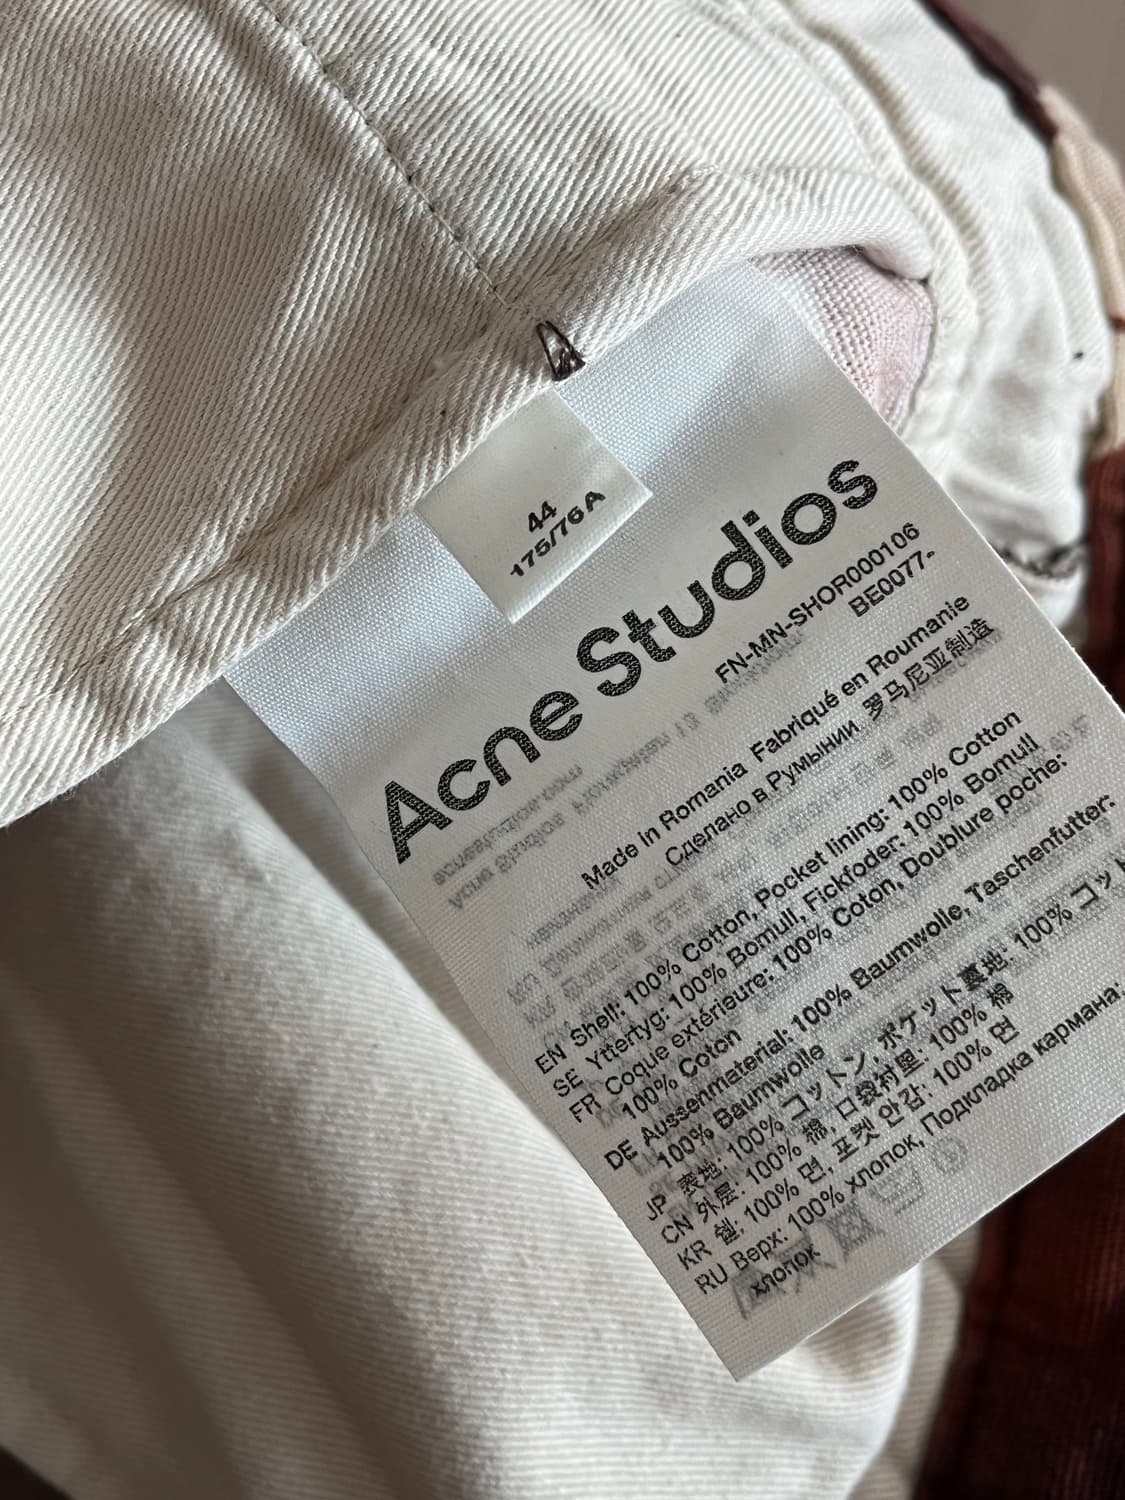 44
175/76A
Acne Studios
FN-MN-SHOR000106
BE0077-
Made in Romania Fabriqué en Roumanie
Сделано в Румынии 罗马尼亚制造
EN Shell: 100% Cotton, Pocket lining: 100% Cotton
SE Yttertyg: 100% Bomull, Fickfoder: 100% Bomull
FR Coque extérieure: 100% Coton, Doublure poche:
100% Coton
DE Aussenmaterial: 100% Baumwolle, Taschenfutter:
100% Baumwolle
JP 表地: 100% コットン, ポケット裏地: 100% コット
CN 外层: 100% 棉, 口袋衬里: 100% 棉
KR 쉘: 100% 면, 포켓 안감: 100% 면
RU Верх: 100% хлопок, Подкладка кармана:
хлопок